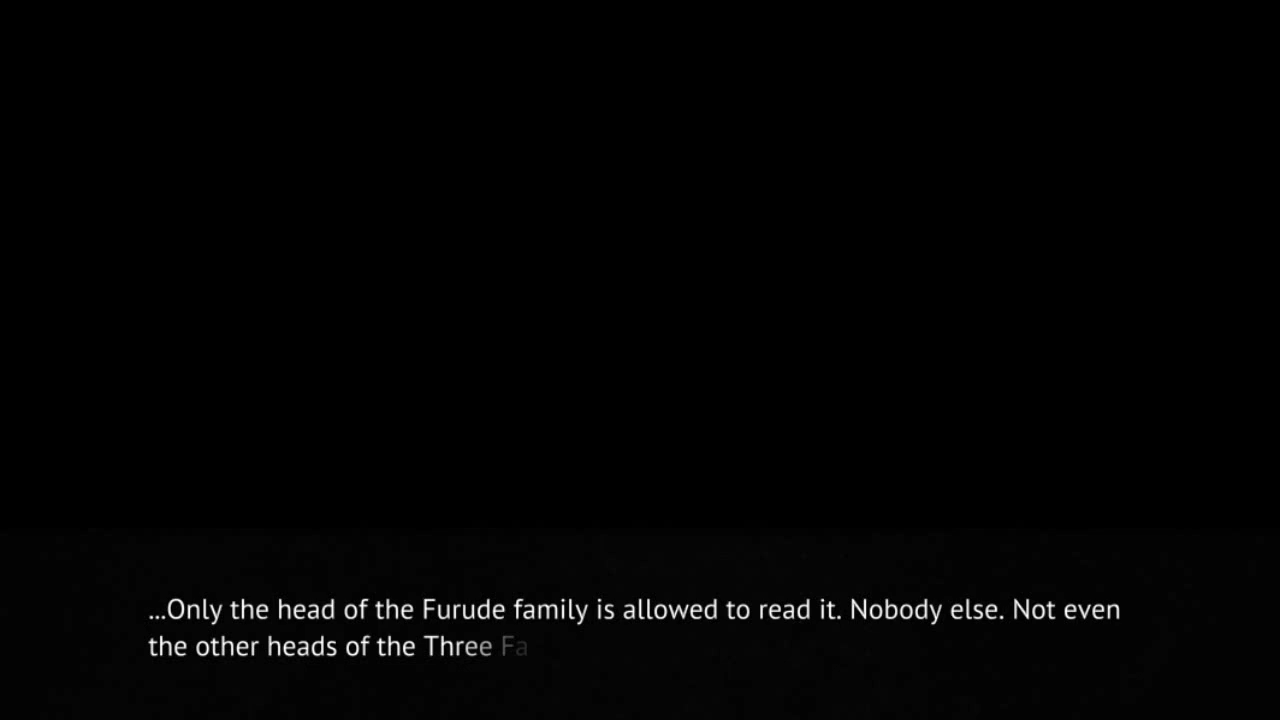 ...Only the head of the Furude family is allowed to read it. Nobody else. Not even
the other heads of the Three Fa